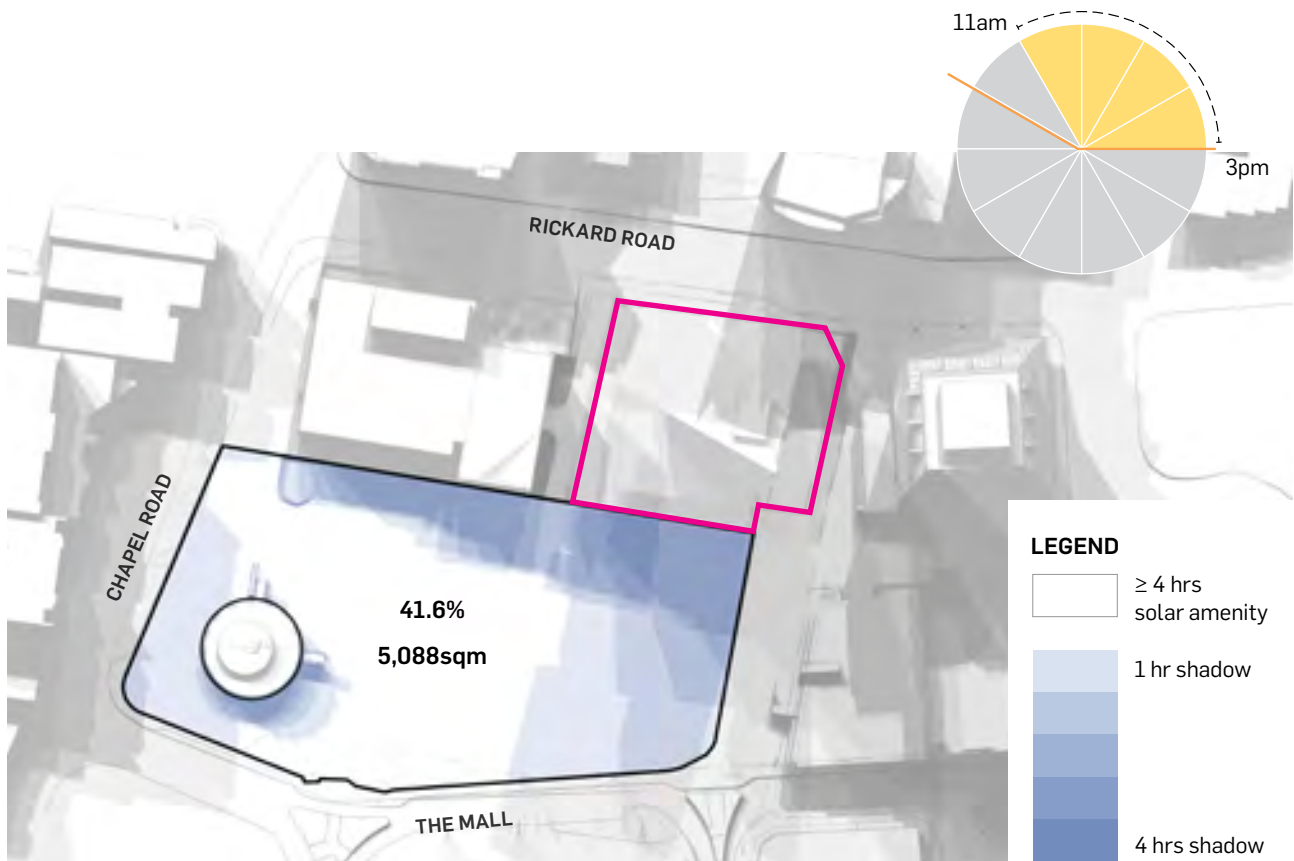 11am
3pm
RICKARD ROAD
CHAPEL ROAD
41.6%
5,088sqm
THE MALL
LEGEND
≥ 4 hrs
solar amenity
1 hr shadow
4 hrs shadow